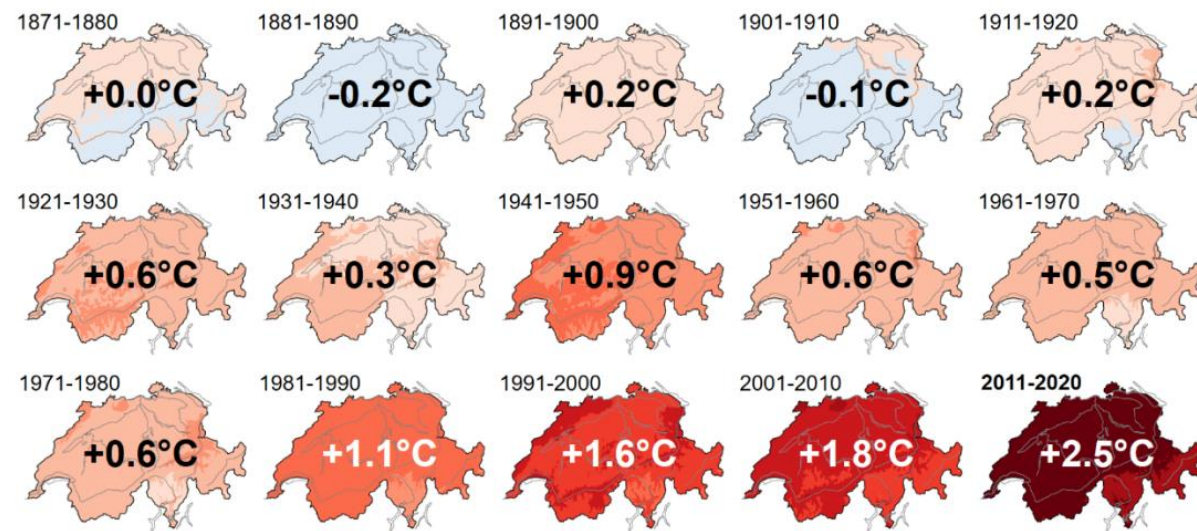 1871-1880 1881-1890 1891-1900 1901-1910 1911-1920
+0.0°C -0.2°C +0.2°C -0.1°C +0.2°C
1921-1930 1931-1940 1941-1950 1951-1960 1961-1970
+0.6°C +0.3°C +0.9°C +0.6°C +0.5°C
1971-1980 1981-1990 1991-2000 2001-2010 2011-2020
+0.6°C +1.1°C +1.6°C +1.8°C +2.5°C